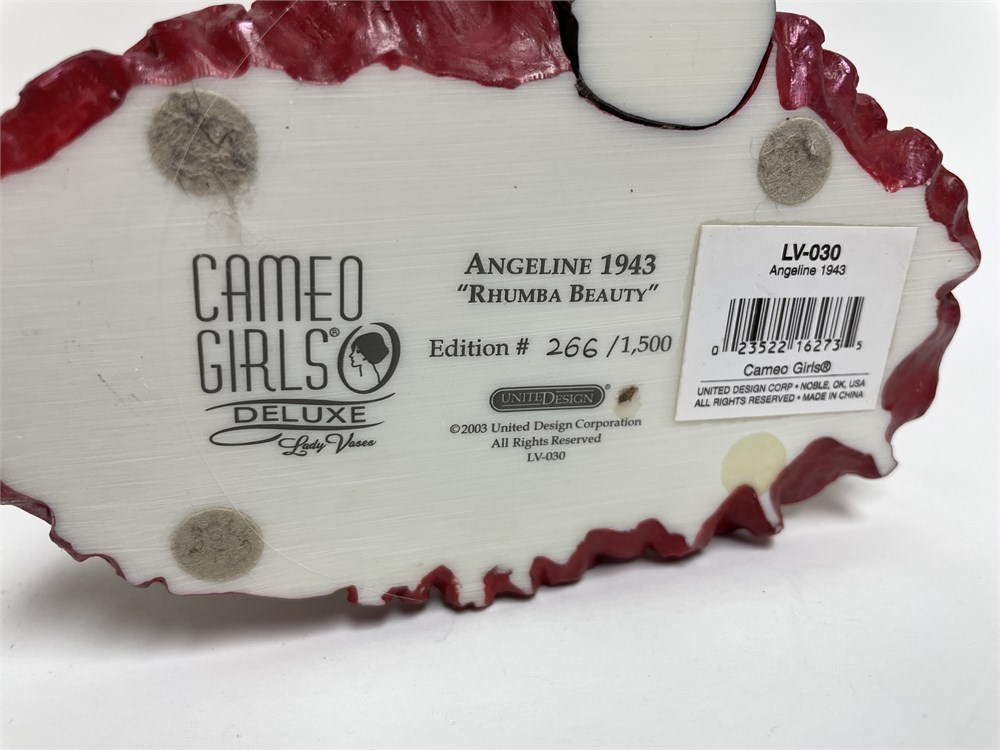 CAMEO
GIRLS®
DELUXE
Lady Vases
ANGELINE 1943
"RHUMBA BEAUTY"
Edition # 266/1,500
UNITED DESIGN®
©2003 United Design Corporation
All Rights Reserved
LV-030
LV-030
Angeline 1943
0 23522 16273 5
Cameo Girls®
UNITED DESIGN CORP • NOBLE, OK, USA
ALL RIGHTS RESERVED • MADE IN CHINA